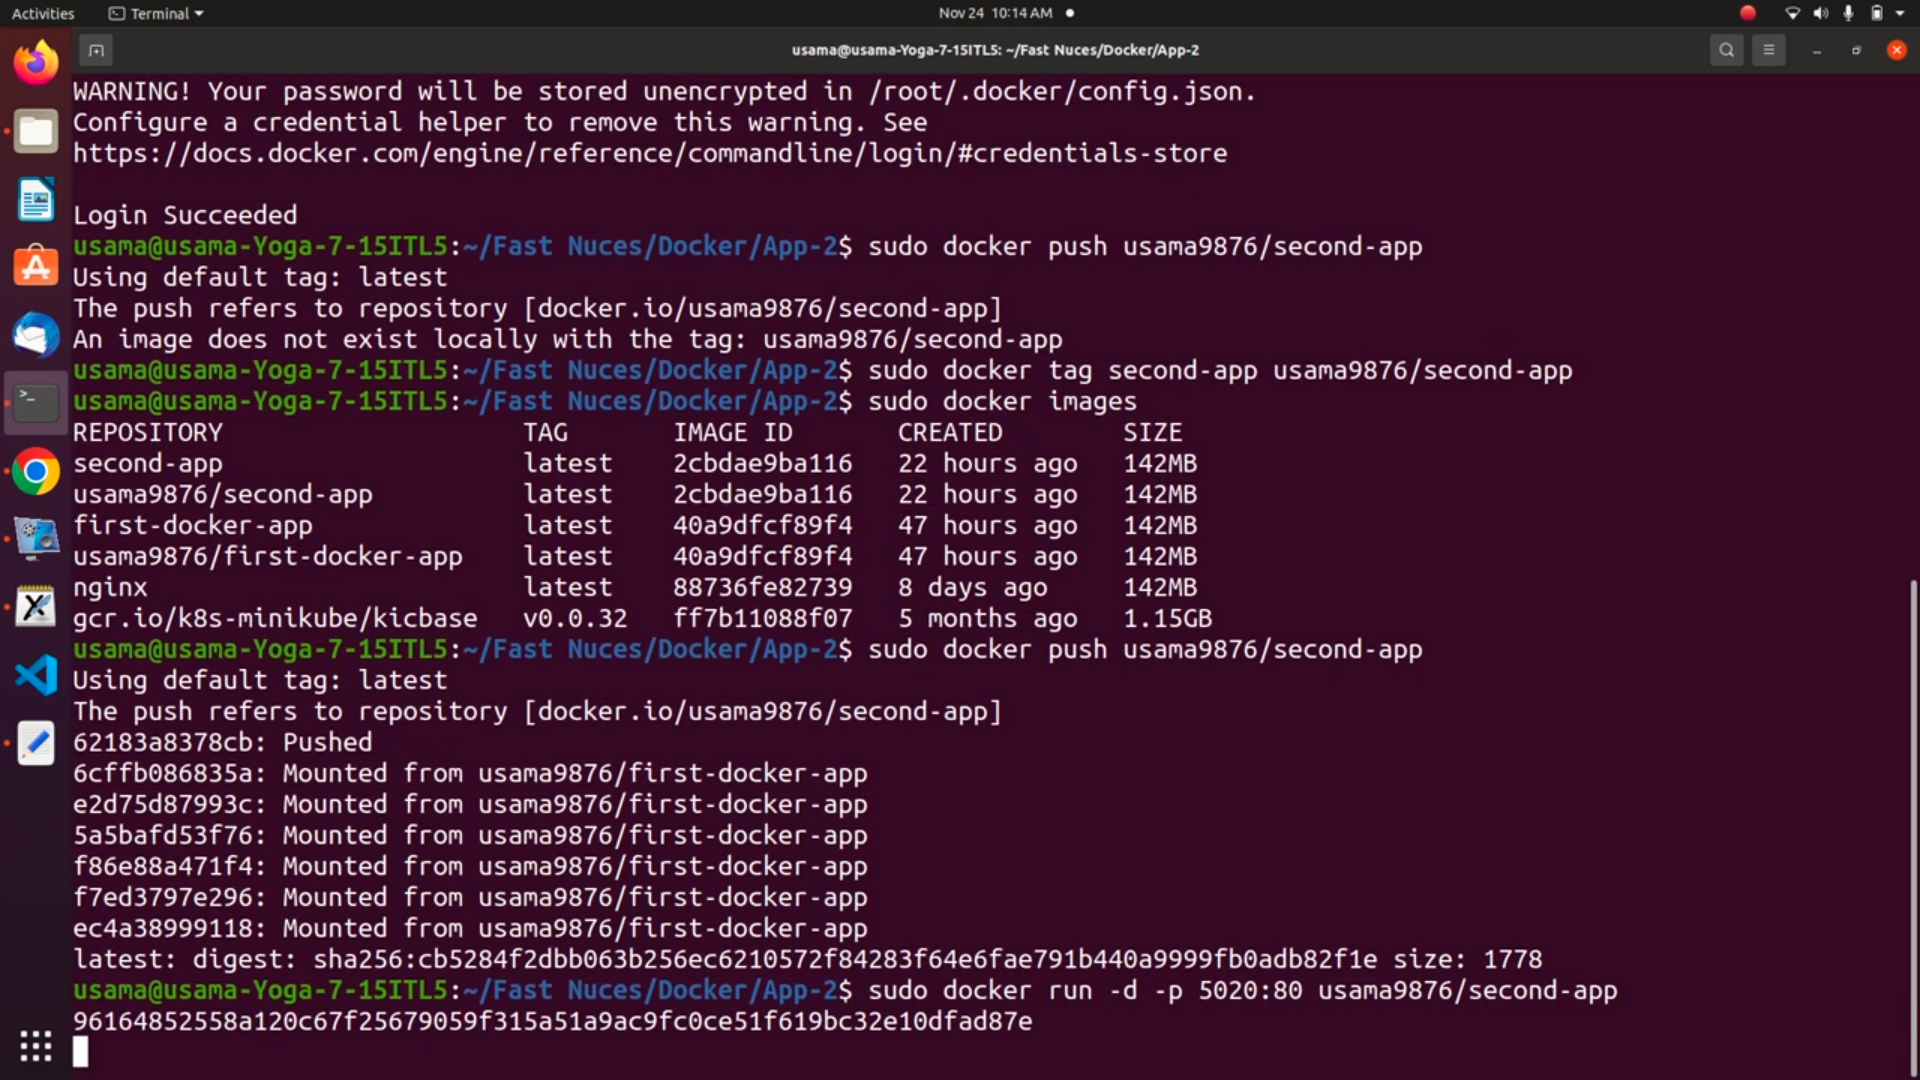 Activities Terminal Nov 24 10:14 AM
usama@usama-Yoga-7-15ITL5: ~/Fast Nuces/Docker/App-2
WARNING! Your password will be stored unencrypted in /root/.docker/config.json.
Configure a credential helper to remove this warning. See
https://docs.docker.com/engine/reference/commandline/login/#credentials-store
Login Succeeded
usama@usama-Yoga-7-15ITL5:~/Fast Nuces/Docker/App-2$ sudo docker push usama9876/second-app
Using default tag: latest
The push refers to repository [docker.io/usama9876/second-app]
An image does not exist locally with the tag: usama9876/second-app
usama@usama-Yoga-7-15ITL5:~/Fast Nuces/Docker/App-2$ sudo docker tag second-app usama9876/second-app
usama@usama-Yoga-7-15ITL5:~/Fast Nuces/Docker/App-2$ sudo docker images
REPOSITORY TAG IMAGE ID CREATED SIZE
second-app latest 2cbdae9ba116 22 hours ago 142MB
usama9876/second-app latest 2cbdae9ba116 22 hours ago 142MB
first-docker-app latest 40a9dfcf89f4 47 hours ago 142MB
usama9876/first-docker-app latest 40a9dfcf89f4 47 hours ago 142MB
nginx latest 88736fe82739 8 days ago 142MB
gcr.io/k8s-minikube/kicbase v0.0.32 ff7b11088f07 5 months ago 1.15GB
usama@usama-Yoga-7-15ITL5:~/Fast Nuces/Docker/App-2$ sudo docker push usama9876/second-app
Using default tag: latest
The push refers to repository [docker.io/usama9876/second-app]
62183a8378cb: Pushed
6cffb086835a: Mounted from usama9876/first-docker-app
e2d75d87993c: Mounted from usama9876/first-docker-app
5a5bafd53f76: Mounted from usama9876/first-docker-app
f86e88a471f4: Mounted from usama9876/first-docker-app
f7ed3797e296: Mounted from usama9876/first-docker-app
ec4a38999118: Mounted from usama9876/first-docker-app
latest: digest: sha256:cb5284f2dbb063b256ec6210572f84283f64e6fae791b440a9999fb0adb82f1e size: 1778
usama@usama-Yoga-7-15ITL5:~/Fast Nuces/Docker/App-2$ sudo docker run -d -p 5020:80 usama9876/second-app
96164852558a120c67f25679059f315a51a9ac9fc0ce51f619bc32e10dfad87e